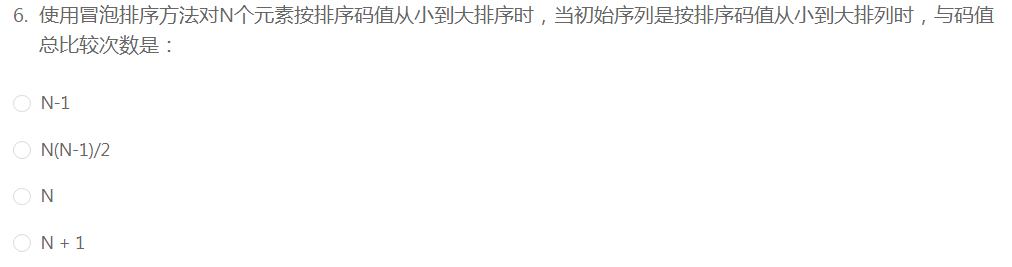 6. 使用冒泡排序方法对N个元素按排序码值从小到大排序时，当初始序列是按排序码值从小到大排列时，与码值
总比较次数是：
N-1
N(N-1)/2
N
N + 1